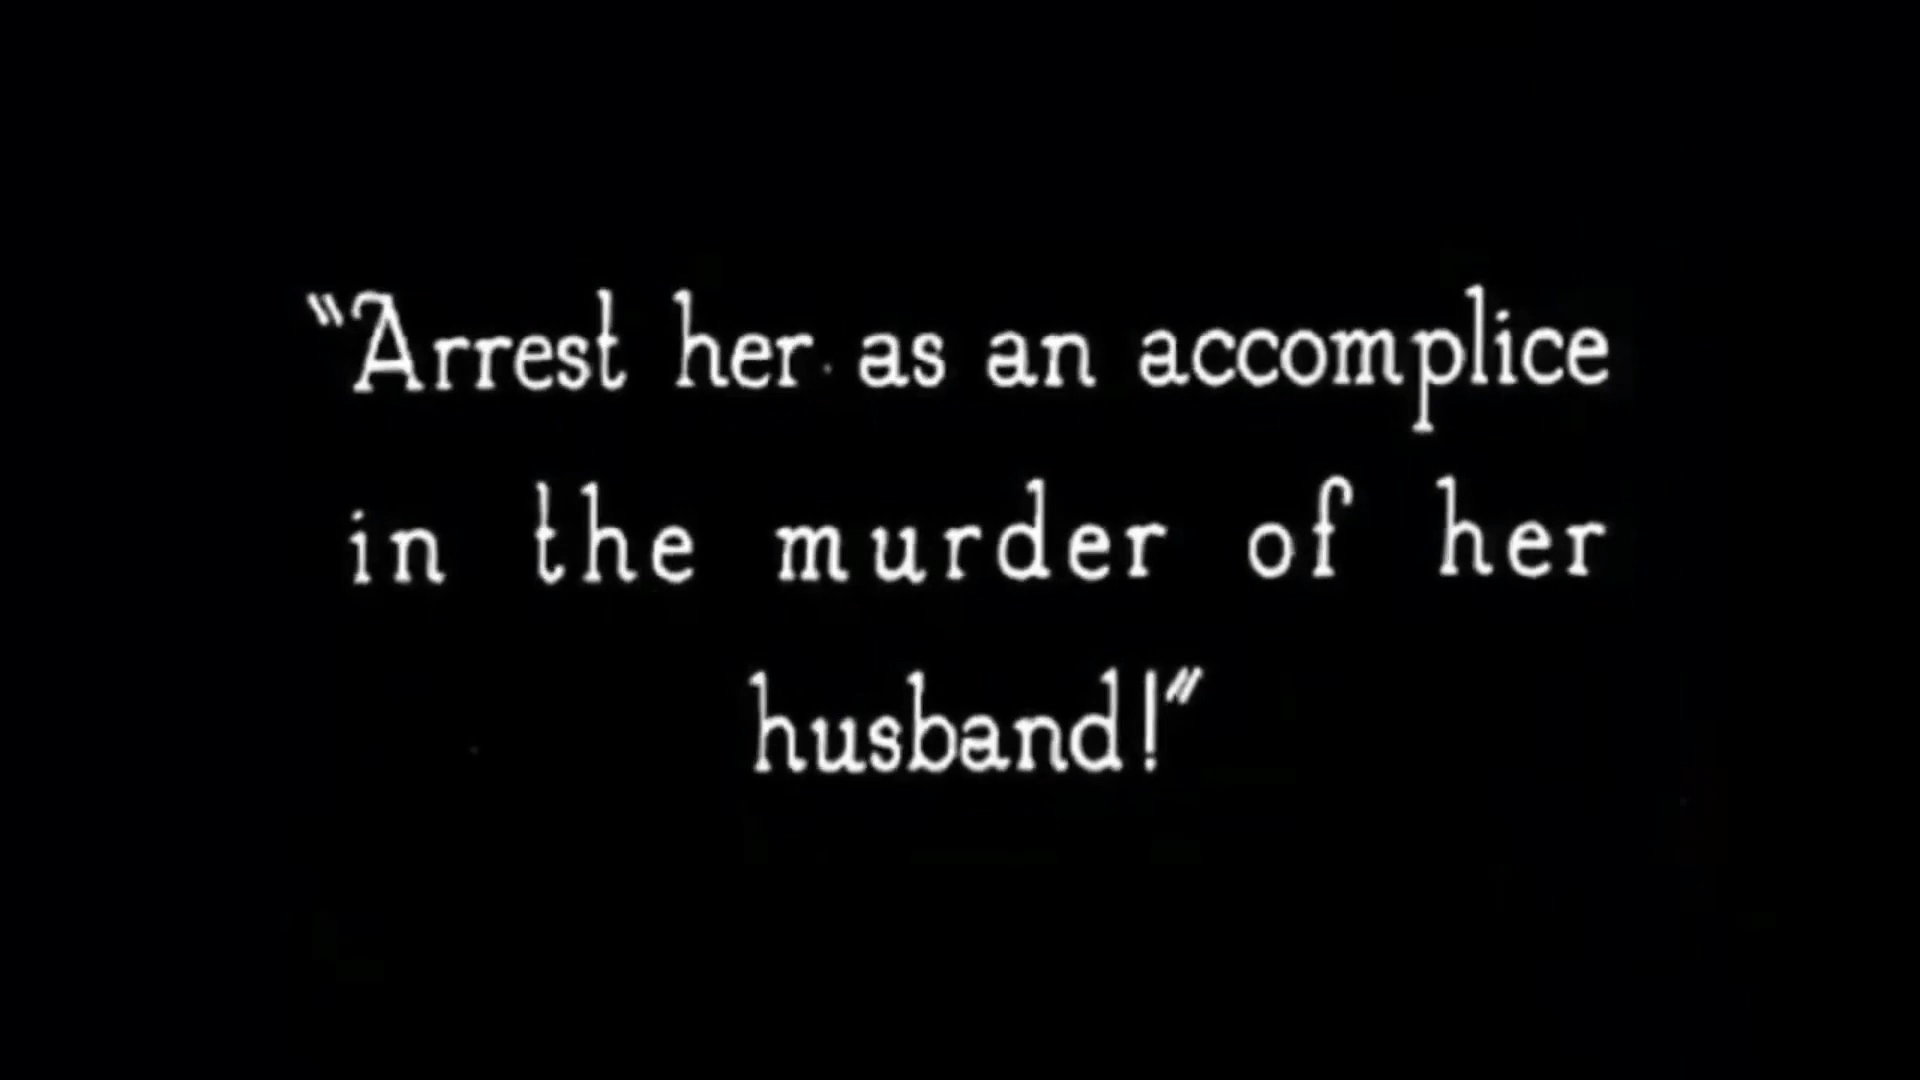 "Arrest her as an accomplice
in the murder of her
husband!"